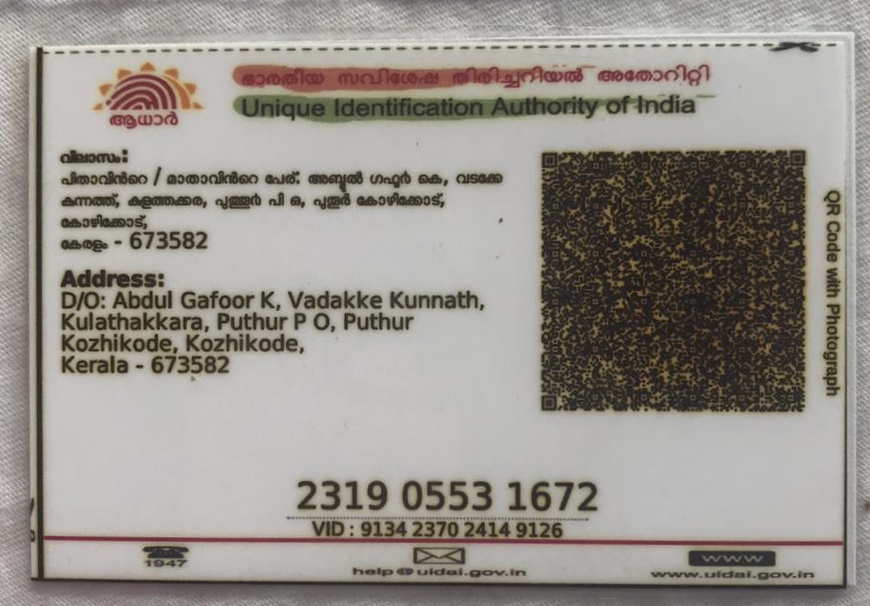 ആധാർ
ഭാരതീയ സവിശേഷ തിരിച്ചറിയൽ അതോറിറ്റി
Unique Identification Authority of India
വിലാസം:
പിതാവിൻറെ / മാതാവിൻറെ പേര്: അബ്ദുൽ ഗഫൂർ കെ, വടക്കേ
കുന്നത്ത്, കുളത്തക്കര, പുത്തൂർ പി ഒ, പുതൂർ കോഴിക്കോട്,
കോഴിക്കോട്,
കേരളം - 673582
Address:
D/O: Abdul Gafoor K, Vadakke Kunnath,
Kulathakkara, Puthur P O, Puthur
Kozhikode, Kozhikode,
Kerala - 673582
QR Code with Photograph
2319 0553 1672
VID : 9134 2370 2414 9126
1947
help@uidai.gov.in
www
www.uidai.gov.in